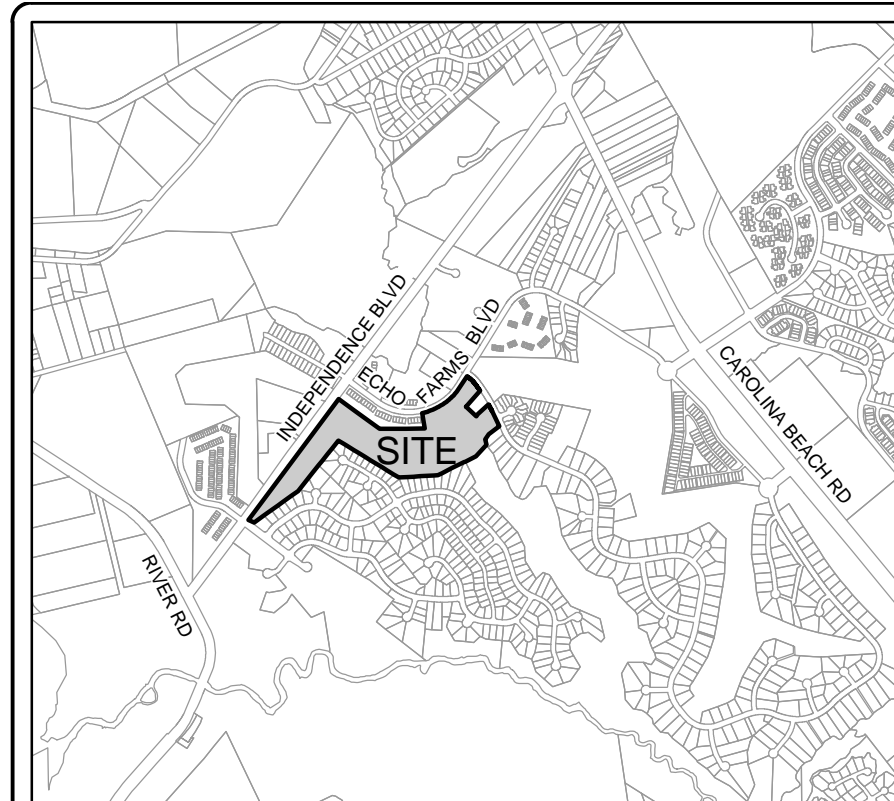 INDEPENDENCE BLVD
ECHO FARMS BLVD
SITE
CAROLINA BEACH RD
RIVER RD